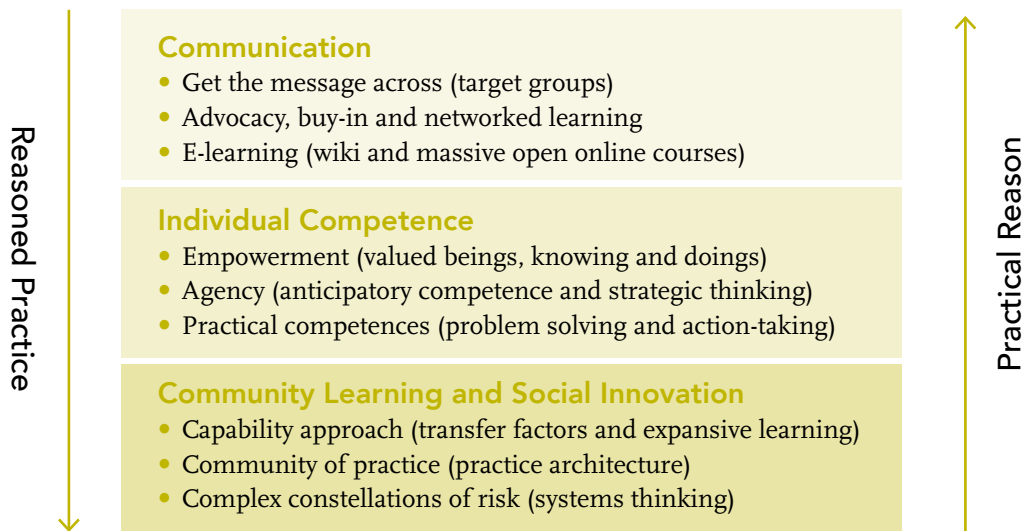 Reasoned Practice
Communication
• Get the message across (target groups)
• Advocacy, buy-in and networked learning
• E-learning (wiki and massive open online courses)
Individual Competence
• Empowerment (valued beings, knowing and doings)
• Agency (anticipatory competence and strategic thinking)
• Practical competences (problem solving and action-taking)
Community Learning and Social Innovation
• Capability approach (transfer factors and expansive learning)
• Community of practice (practice architecture)
• Complex constellations of risk (systems thinking)
Practical Reason